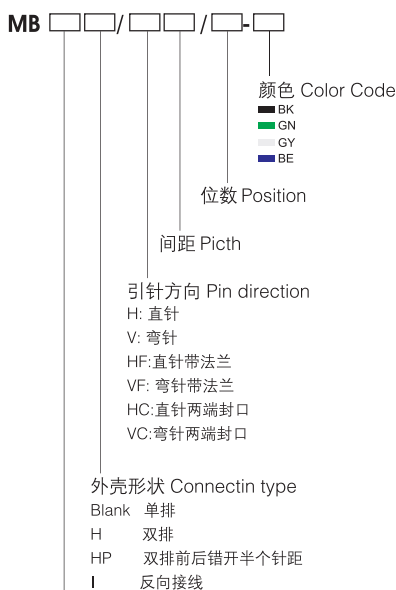 MB / / -
颜色 Color Code
BK
GN
GY
BE
位数 Position
间距 Picth
引针方向 Pin direction
H: 直针
V: 弯针
HF:直针带法兰
VF: 弯针带法兰
HC:直针两端封口
VC:弯针两端封口
外壳形状 Connectin type
Blank 单排
H 双排
HP 双排前后错开半个针距
I 反向接线